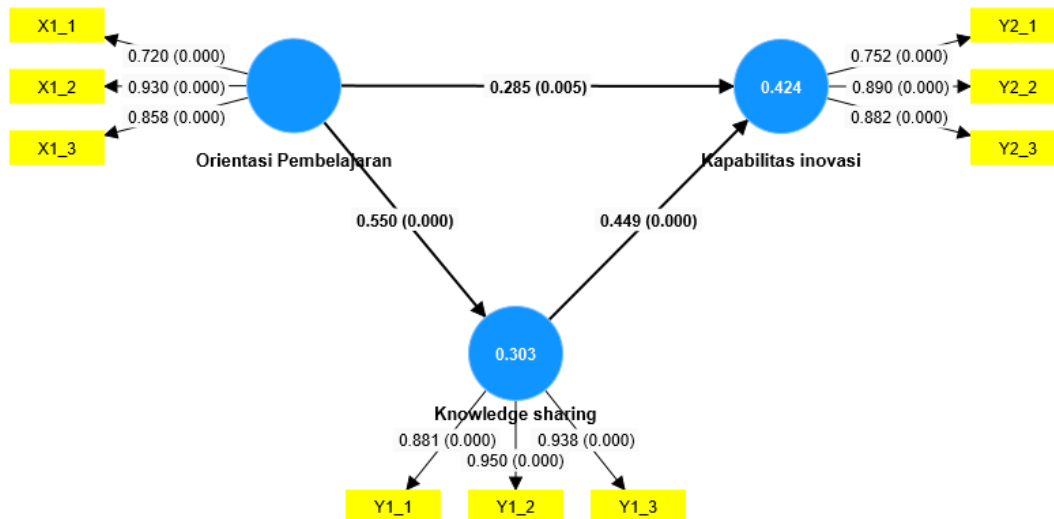 X1_1
X1_2
X1_3
0.720 (0.000)
0.930 (0.000)
0.858 (0.000)
Orientasi Pembelajaran
0.285 (0.005)
0.424
Kapabilitas inovasi
0.752 (0.000)
0.890 (0.000)
0.882 (0.000)
Y2_1
Y2_2
Y2_3
0.550 (0.000)
0.449 (0.000)
0.303
Knowledge sharing
0.881 (0.000)
0.950 (0.000)
0.938 (0.000)
Y1_1
Y1_2
Y1_3